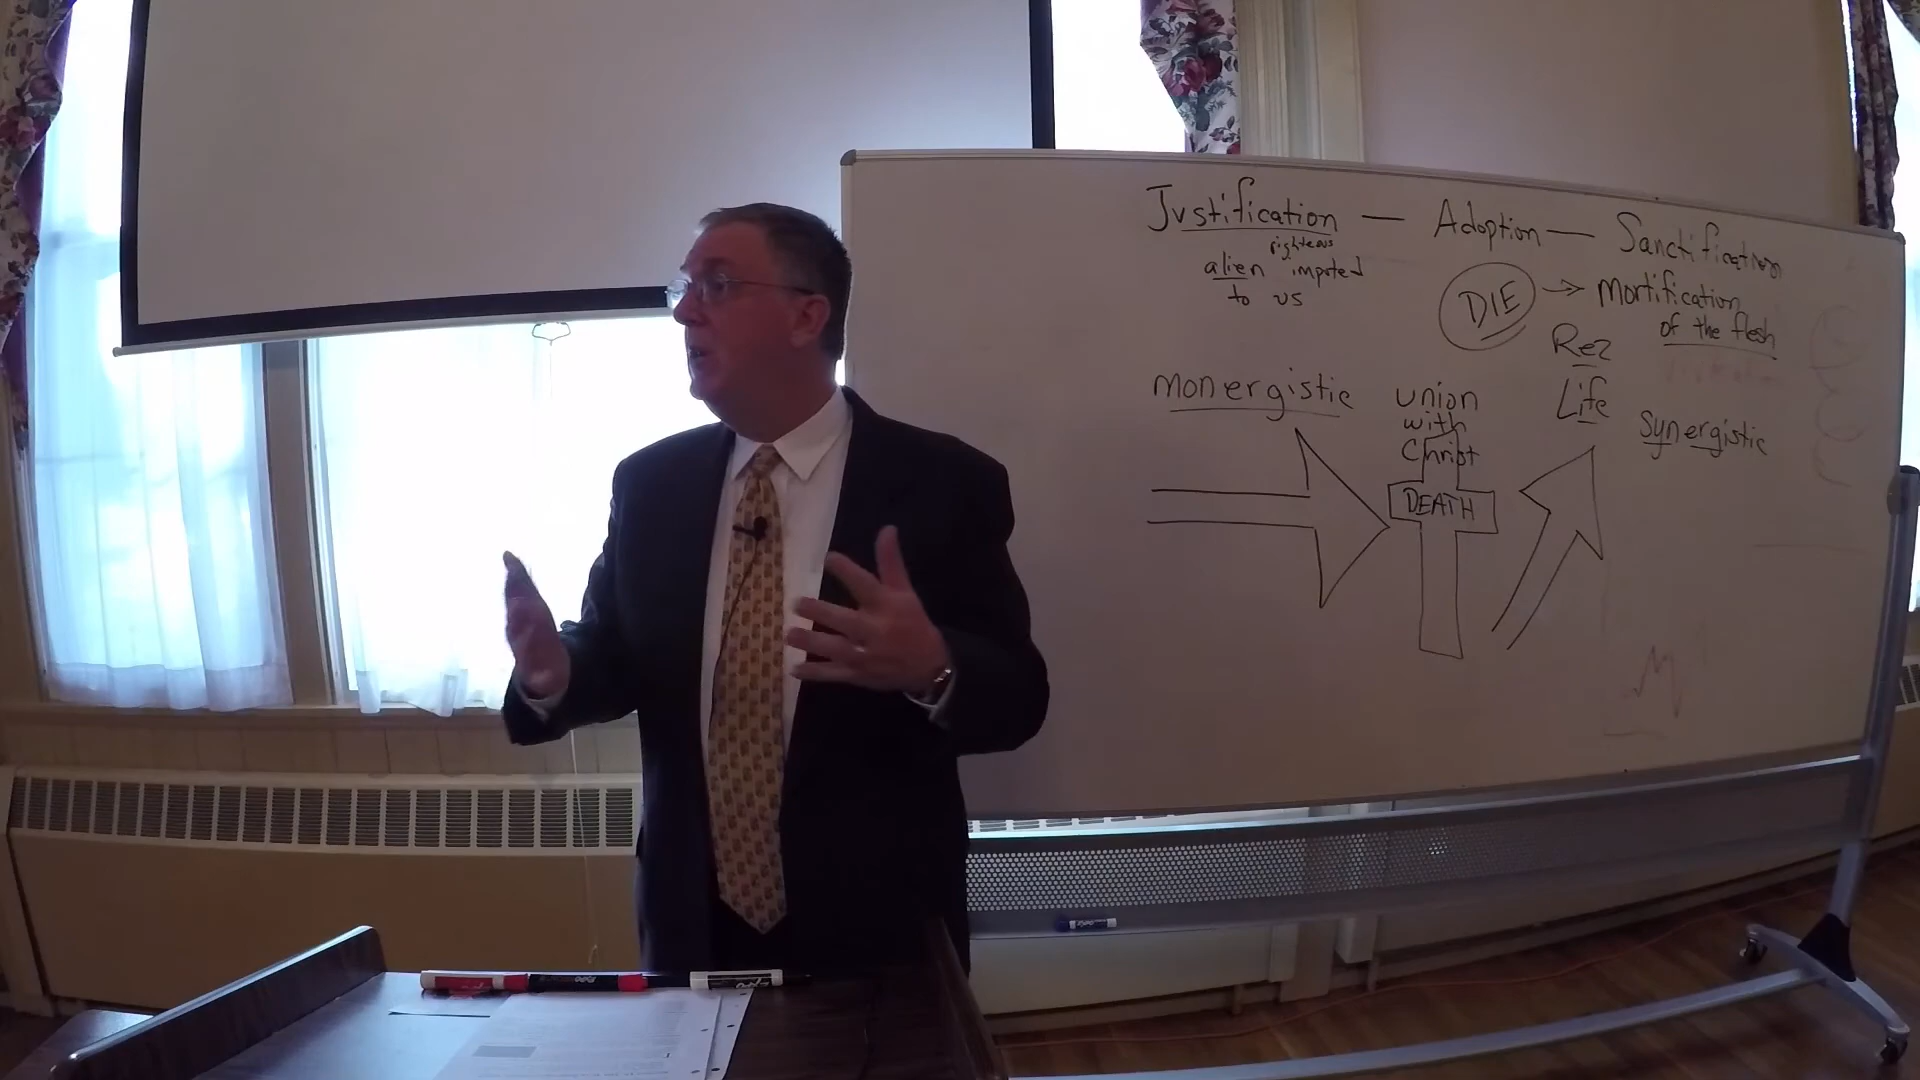 Justification — Adoption — Sanctification
righteous
alien imputed
to us
DIE → Mortification
of the flesh
Rez
Life
monergistic
union
with
Christ
DEATH
synergistic
EXPO